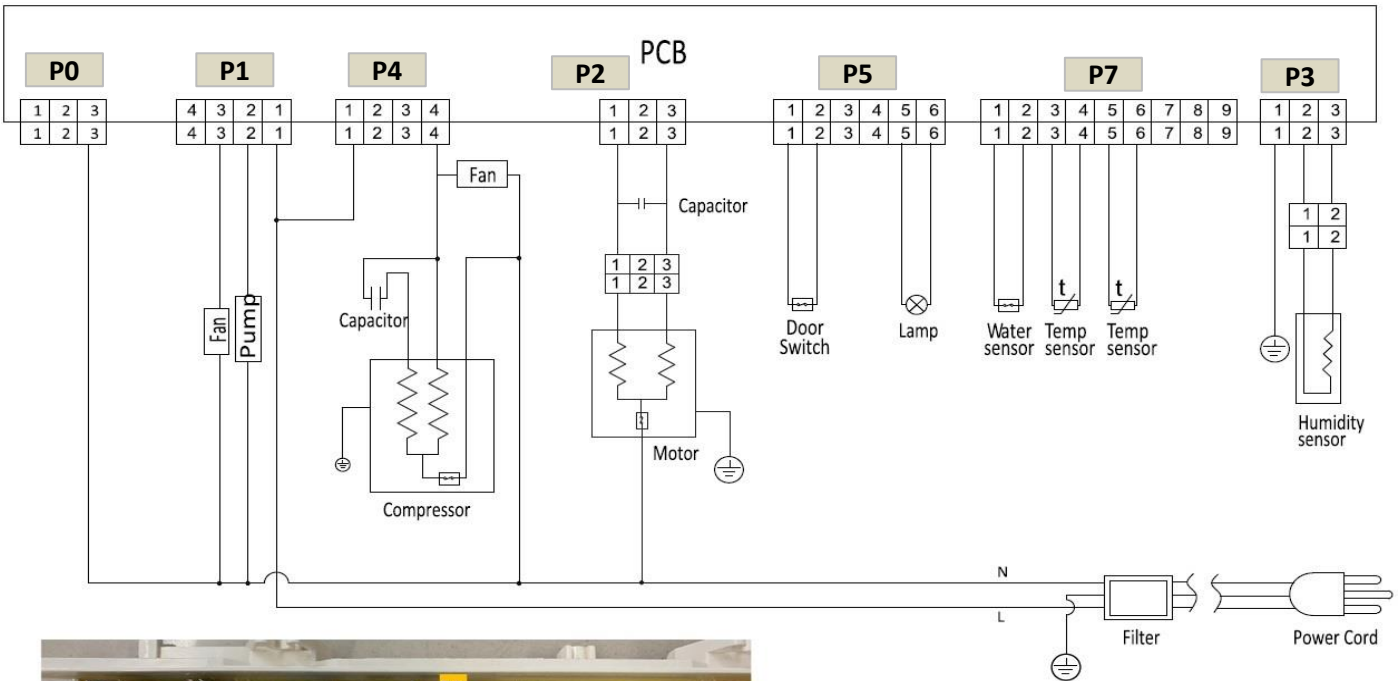 PCB
P0
P1
P4
P2
P5
P7
P3
1 2 3
4 3 2 1
1 2 3 4
1 2 3
1 2 3 4 5 6
1 2 3 4 5 6 7 8 9
1 2 3
1 2 3
4 3 2 1
1 2 3 4
1 2 3
1 2 3 4 5 6
1 2 3 4 5 6 7 8 9
1 2 3
Fan
Capacitor
1 2
1 2
1 2 3
1 2 3
Capacitor
Fan
Pump
t
t
Door
Switch
Lamp
Water
sensor
Temp
sensor
Temp
sensor
Humidity
sensor
Motor
Compressor
N
L
Filter
Power Cord